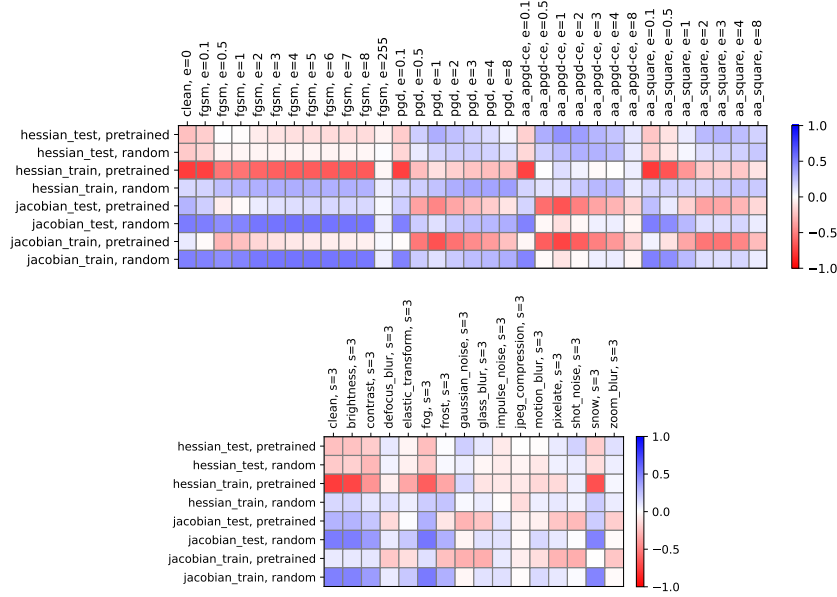 clean, e=0
fgsm, e=0.1
fgsm, e=0.5
fgsm, e=1
fgsm, e=2
fgsm, e=3
fgsm, e=4
fgsm, e=5
fgsm, e=6
fgsm, e=7
fgsm, e=8
fgsm, e=255
pgd, e=0.1
pgd, e=0.5
pgd, e=1
pgd, e=2
pgd, e=3
pgd, e=4
pgd, e=8
aa_apgd-ce, e=0.1
aa_apgd-ce, e=0.5
aa_apgd-ce, e=1
aa_apgd-ce, e=2
aa_apgd-ce, e=3
aa_apgd-ce, e=4
aa_apgd-ce, e=8
aa_square, e=0.1
aa_square, e=0.5
aa_square, e=1
aa_square, e=2
aa_square, e=3
aa_square, e=4
aa_square, e=8
hessian_test, pretrained
hessian_test, random
hessian_train, pretrained
hessian_train, random
jacobian_test, pretrained
jacobian_test, random
jacobian_train, pretrained
jacobian_train, random
1.0
0.5
0.0
−0.5
−1.0
clean, s=3
brightness, s=3
contrast, s=3
defocus_blur, s=3
elastic_transform, s=3
fog, s=3
frost, s=3
gaussian_noise, s=3
glass_blur, s=3
impulse_noise, s=3
jpeg_compression, s=3
motion_blur, s=3
pixelate, s=3
shot_noise, s=3
snow, s=3
zoom_blur, s=3
hessian_test, pretrained
hessian_test, random
hessian_train, pretrained
hessian_train, random
jacobian_test, pretrained
jacobian_test, random
jacobian_train, pretrained
jacobian_train, random
1.0
0.5
0.0
−0.5
−1.0